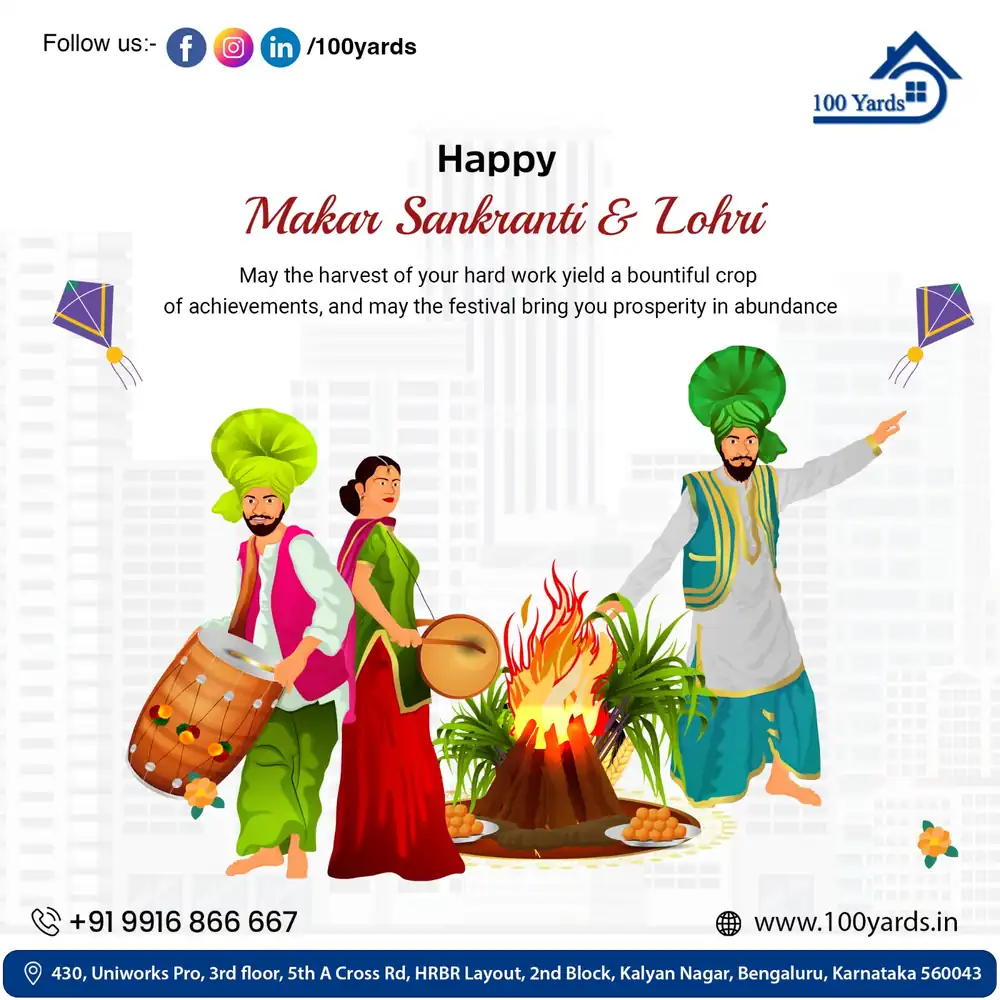 Follow us:- f in /100yards
100 Yards
Happy
Makar Sankranti & Lohri
May the harvest of your hard work yield a bountiful crop
of achievements, and may the festival bring you prosperity in abundance
+91 9916 866 667
www.100yards.in
430, Uniworks Pro, 3rd floor, 5th A Cross Rd, HRBR Layout, 2nd Block, Kalyan Nagar, Bengaluru, Karnataka 560043